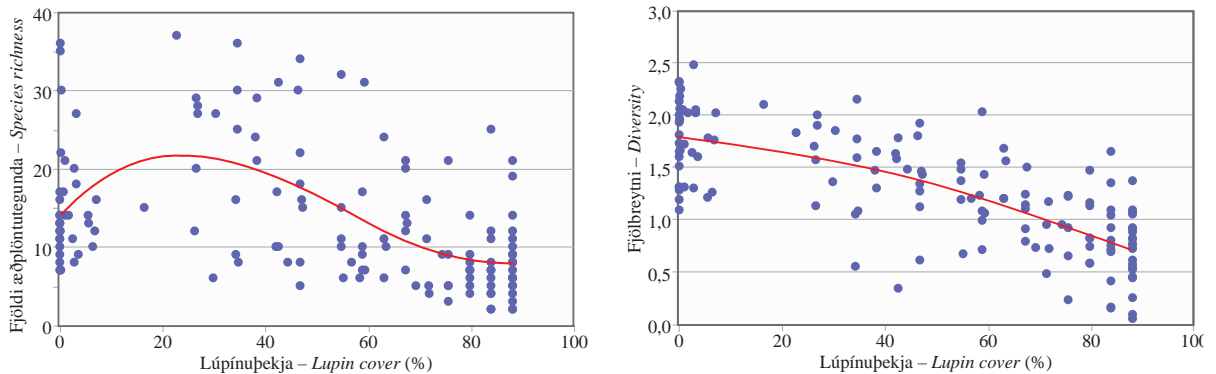 Fjöldi æðplöntutegunda – Species richness
40
30
20
10
0
0 20 40 60 80 100
Lúpínuþekja – Lupin cover (%)
Fjölbreytni – Diversity
3,0
2,5
2,0
1,5
1,0
0,5
0,0
0 20 40 60 80 100
Lúpínuþekja – Lupin cover (%)